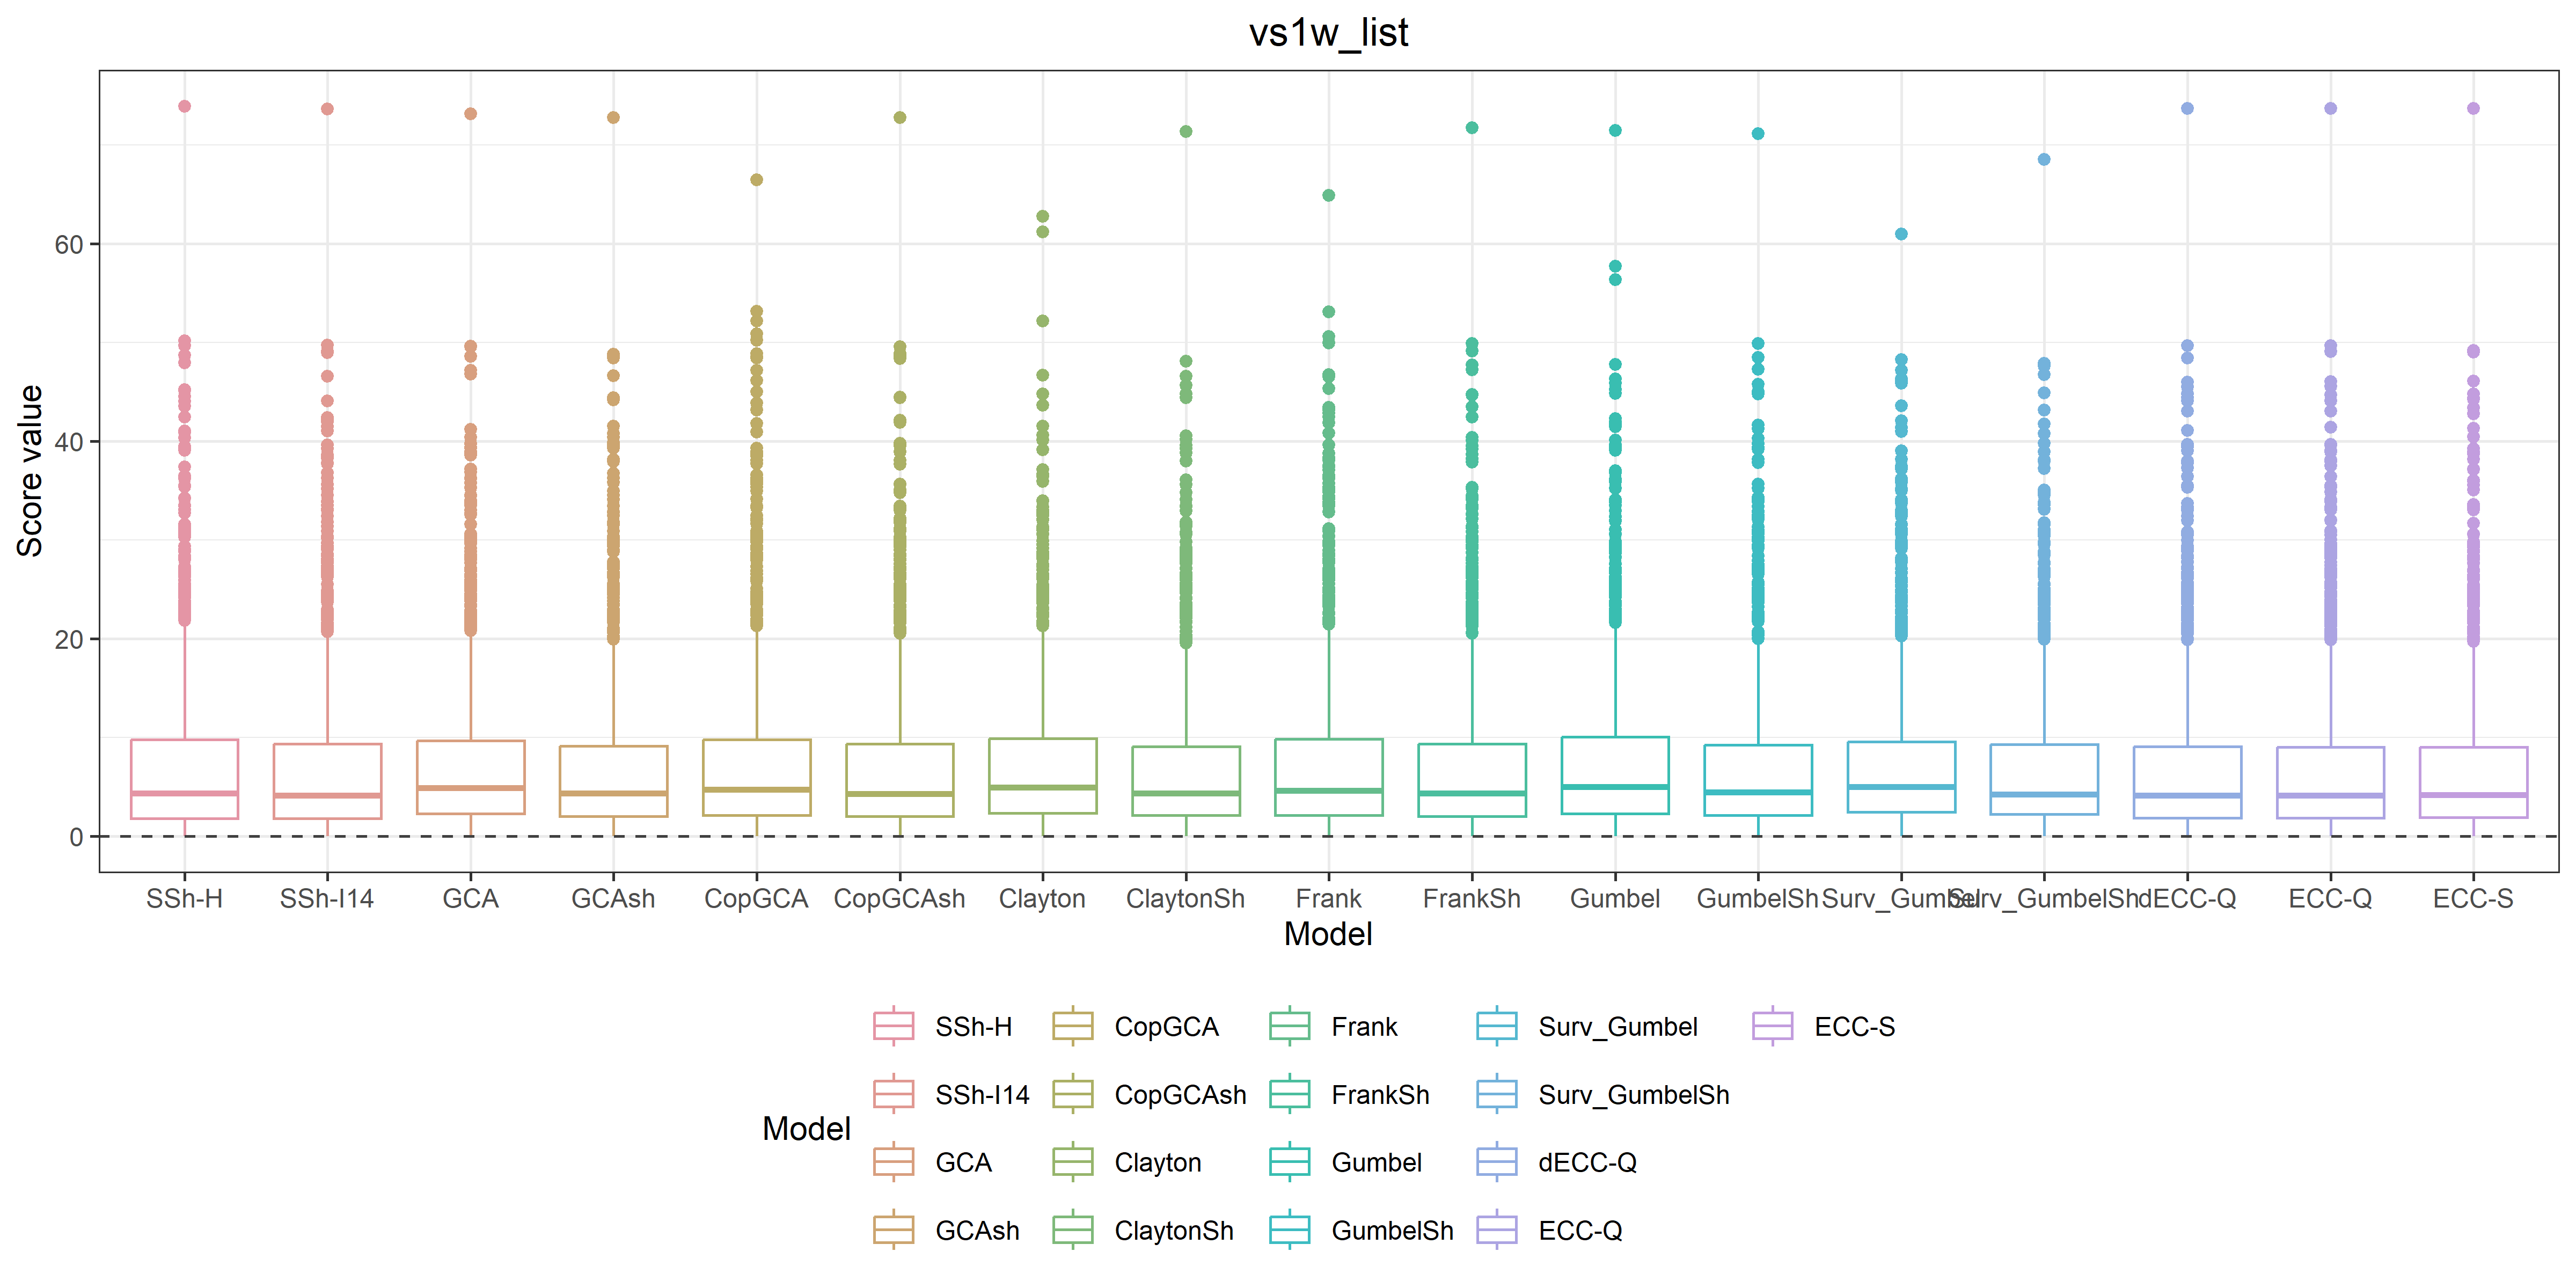 vs1w_list
Score value
60
40
20
0
SSh-H SSh-I14 GCA GCAsh CopGCA CopGCAsh Clayton ClaytonSh Frank FrankSh Gumbel GumbelSh Surv_Gumbel Surv_GumbelSh dECC-Q ECC-Q ECC-S
Model
Model
SSh-H CopGCA Frank Surv_Gumbel ECC-S
SSh-I14 CopGCAsh FrankSh Surv_GumbelSh
GCA Clayton Gumbel dECC-Q
GCAsh ClaytonSh GumbelSh ECC-Q